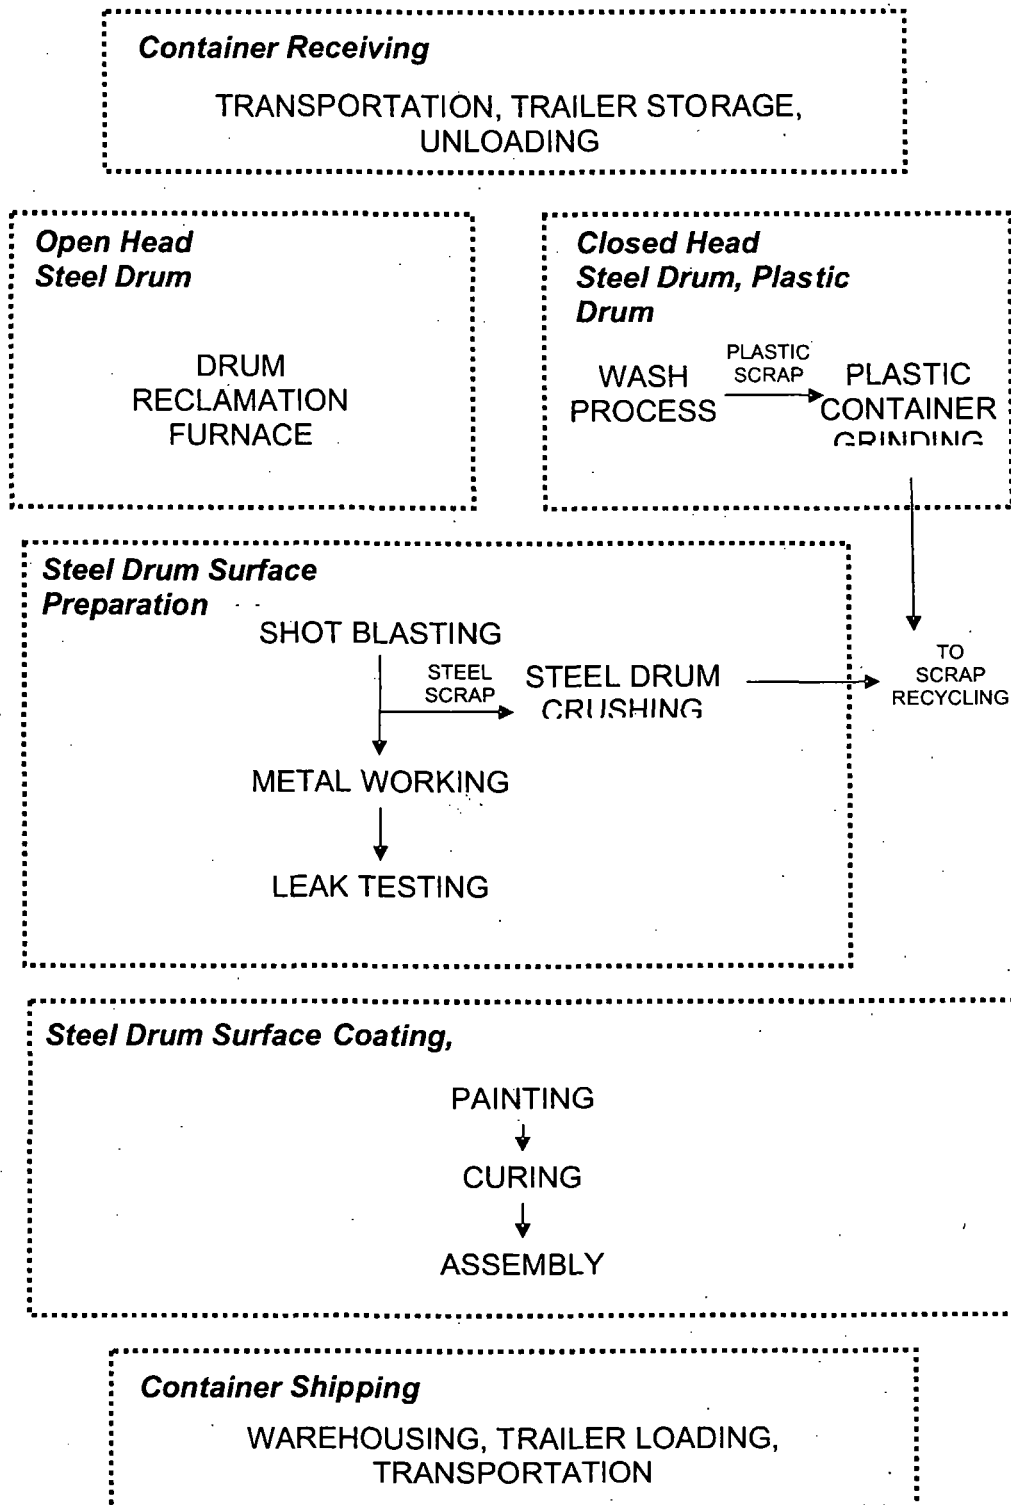 Container Receiving
TRANSPORTATION, TRAILER STORAGE,
UNLOADING
Open Head
Steel Drum
DRUM
RECLAMATION
FURNACE
Closed Head
Steel Drum, Plastic
Drum
WASH
PROCESS
PLASTIC
SCRAP
PLASTIC
CONTAINER
GRINDING
Steel Drum Surface
Preparation
SHOT BLASTING
STEEL
SCRAP
STEEL DRUM
CRUSHING
TO
SCRAP
RECYCLING
METAL WORKING
LEAK TESTING
Steel Drum Surface Coating,
PAINTING
CURING
ASSEMBLY
Container Shipping
WAREHOUSING, TRAILER LOADING,
TRANSPORTATION